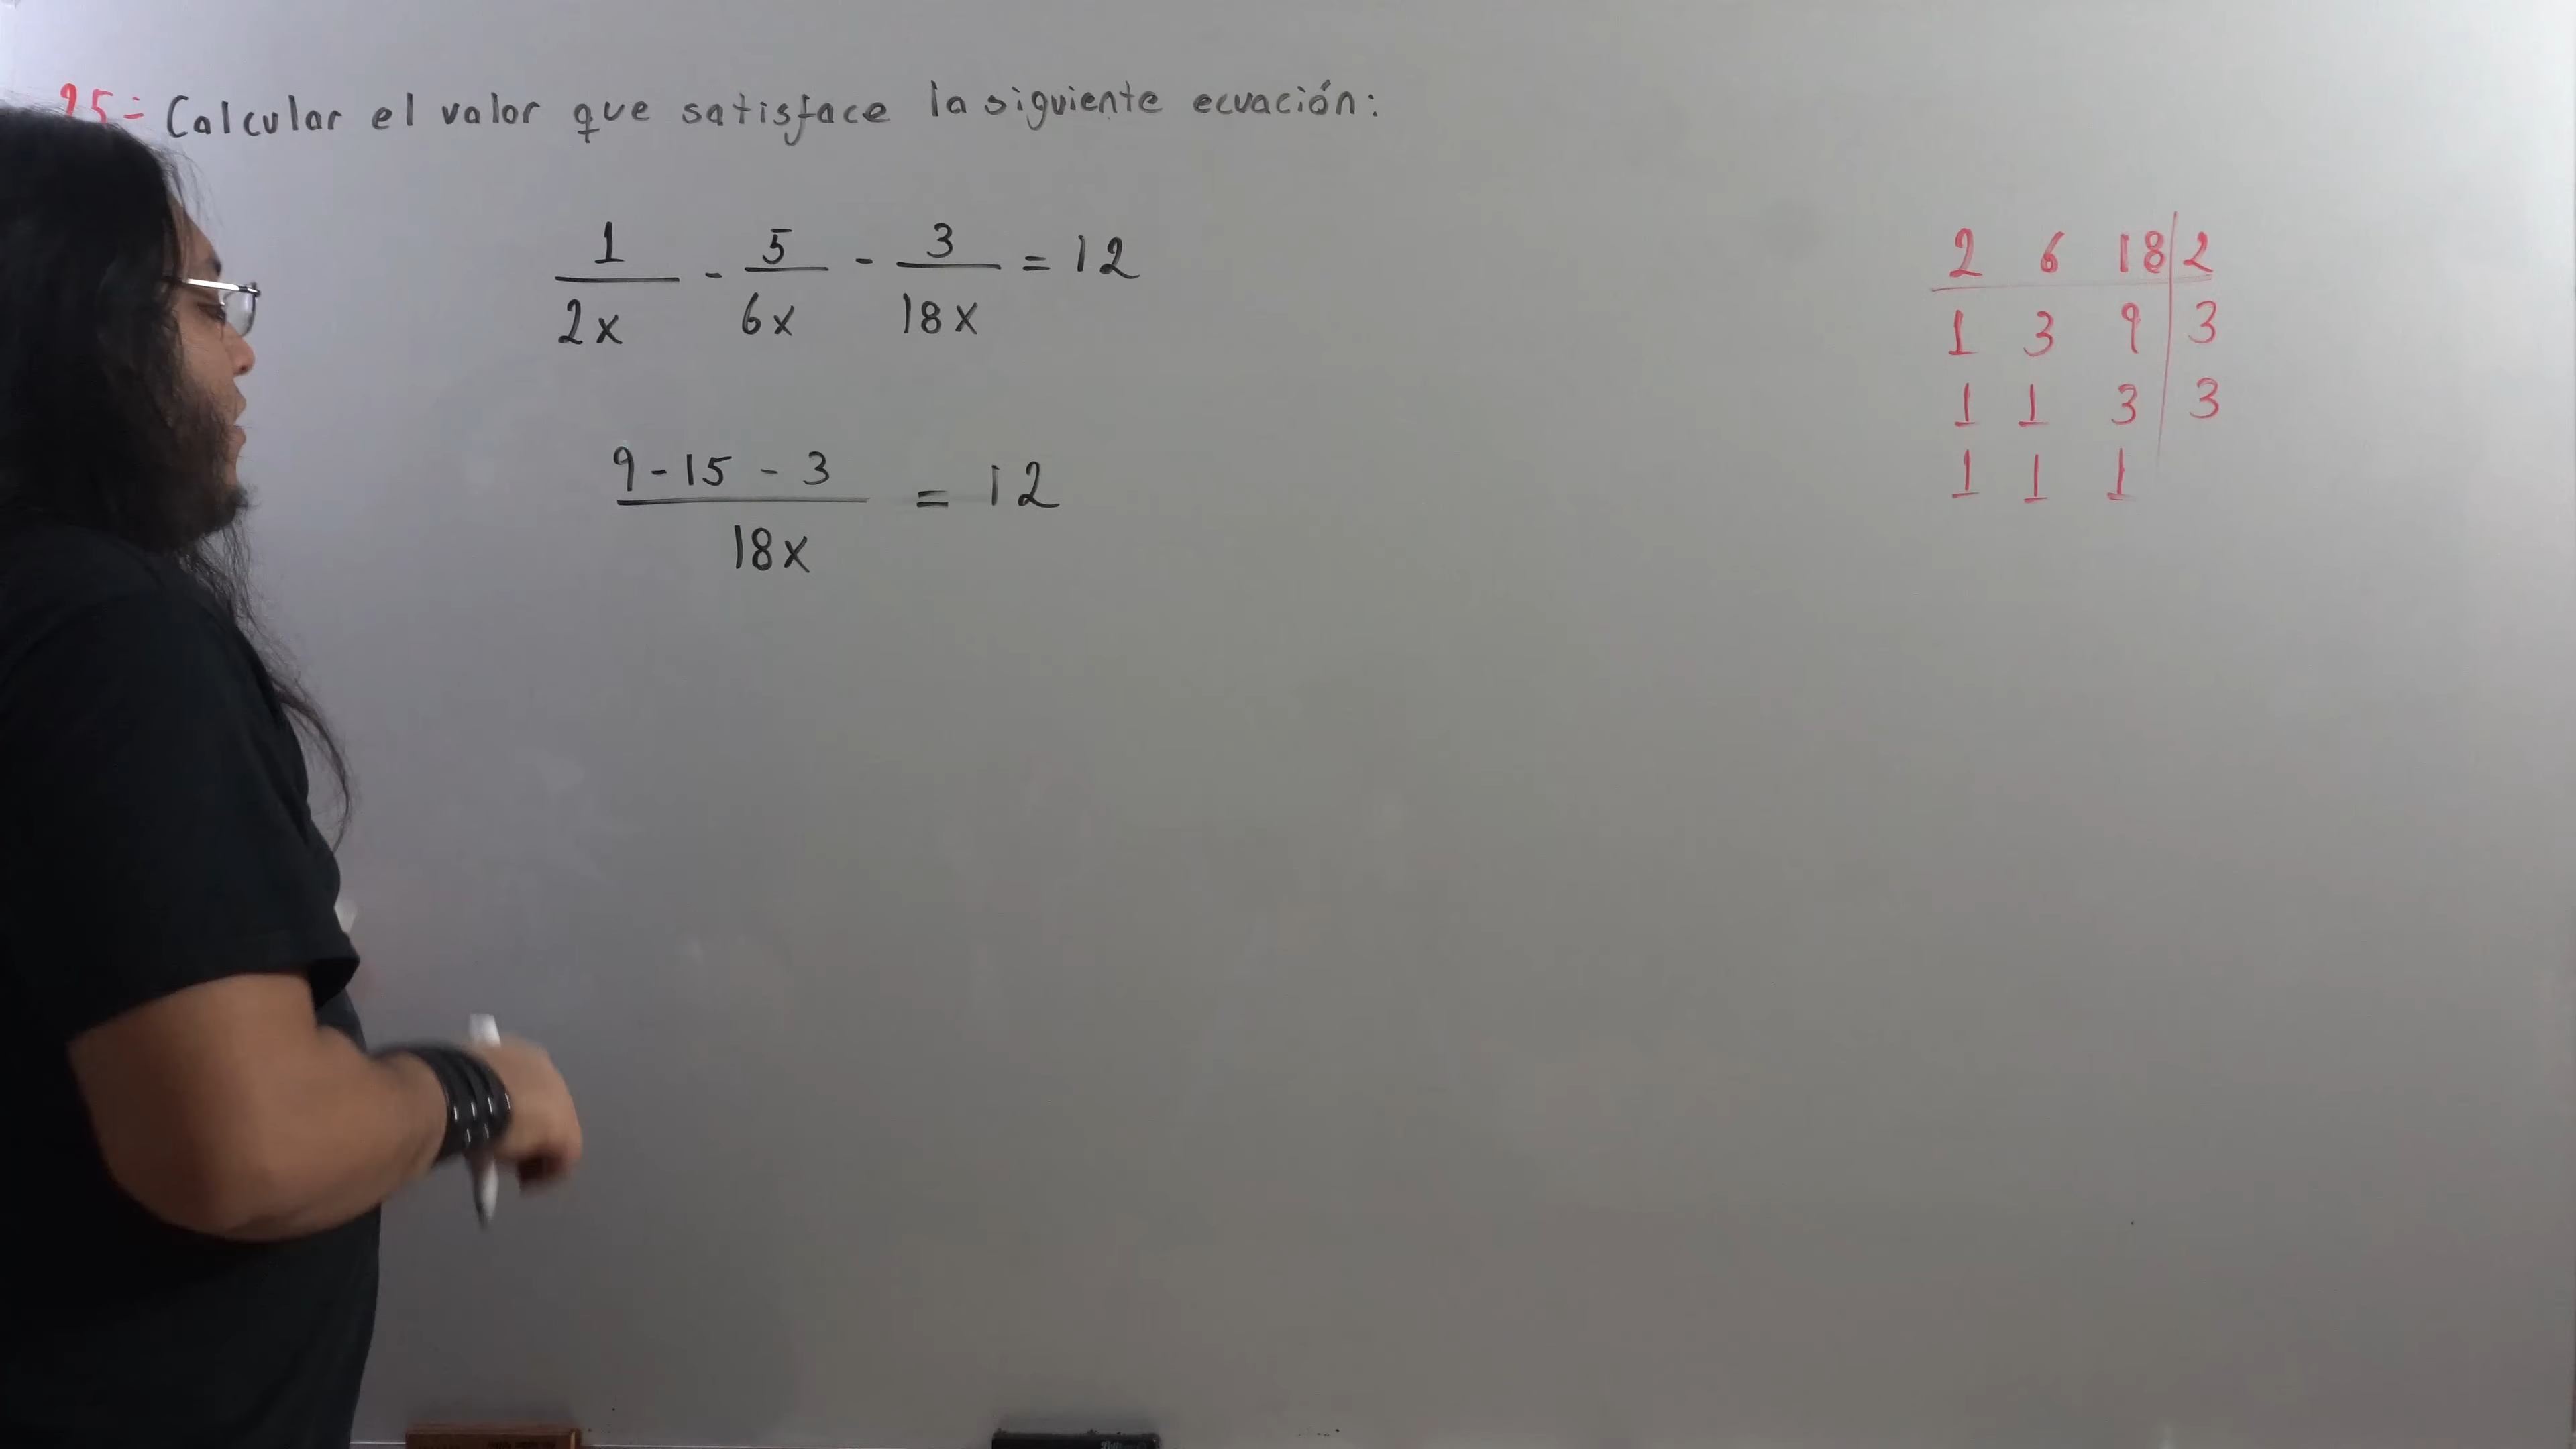 25= Calcular el valor que satisface la siguiente ecuación:
1/2x - 5/6x - 3/18x = 12
9 - 15 - 3 / 18x = 12
2 6 18 | 2
1 3 9 | 3
1 1 3 | 3
1 1 1